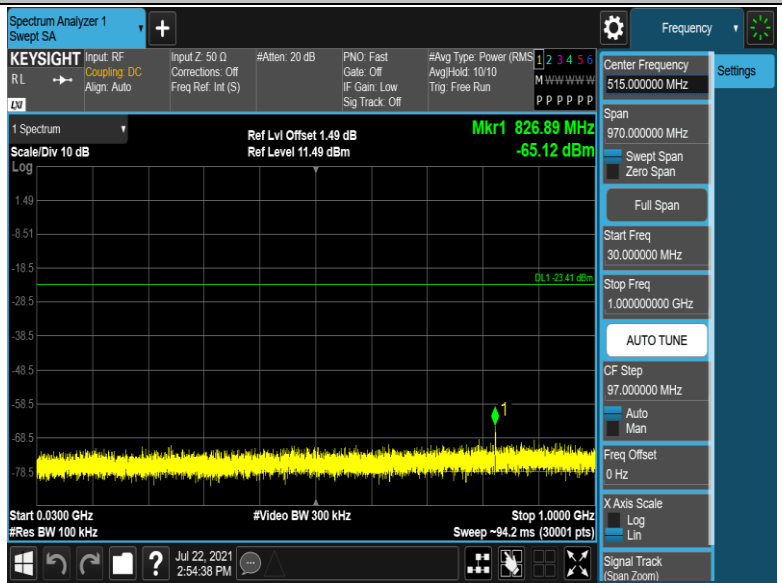 Spectrum Analyzer 1
Swept SA
Frequency
KEYSIGHT
RL
LXI
Input: RF
Coupling: DC
Align: Auto
Input Z: 50 Ω
Corrections: Off
Freq Ref: Int (S)
#Atten: 20 dB
PNO: Fast
Gate: Off
IF Gain: Low
Sig Track: Off
#Avg Type: Power (RMS
Avg|Hold: 10/10
Trig: Free Run
1 2 3 4 5 6
M W W W W W
P P P P P P
1 Spectrum
Scale/Div 10 dB
Log
Ref Lvl Offset 1.49 dB
Ref Level 11.49 dBm
Mkr1 826.89 MHz
-65.12 dBm
1.49
-8.51
-18.5
DL1 -23.41 dBm
-28.5
-38.5
-48.5
-58.5
1
-68.5
-78.5
Start 0.0300 GHz
#Video BW 300 kHz
Stop 1.0000 GHz
#Res BW 100 kHz
Sweep ~94.2 ms (30001 pts)
Jul 22, 2021
2:54:38 PM
Center Frequency
515.000000 MHz
Settings
Span
970.000000 MHz
Swept Span
Zero Span
Full Span
Start Freq
30.000000 MHz
Stop Freq
1.000000000 GHz
AUTO TUNE
CF Step
97.000000 MHz
Auto
Man
Freq Offset
0 Hz
X Axis Scale
Log
Lin
Signal Track
(Span Zoom)